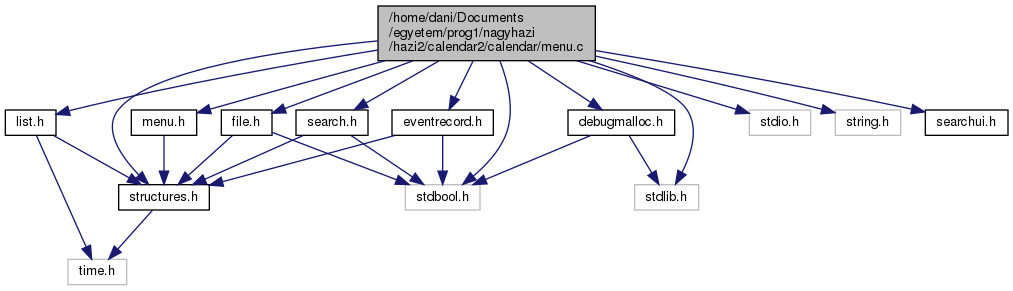 /home/dani/Documents
/egyetem/prog1/nagyhazi
/hazi2/calendar2/calendar/menu.c
list.h
menu.h
file.h
search.h
eventrecord.h
debugmalloc.h
stdio.h
string.h
searchui.h
structures.h
stdbool.h
stdlib.h
time.h